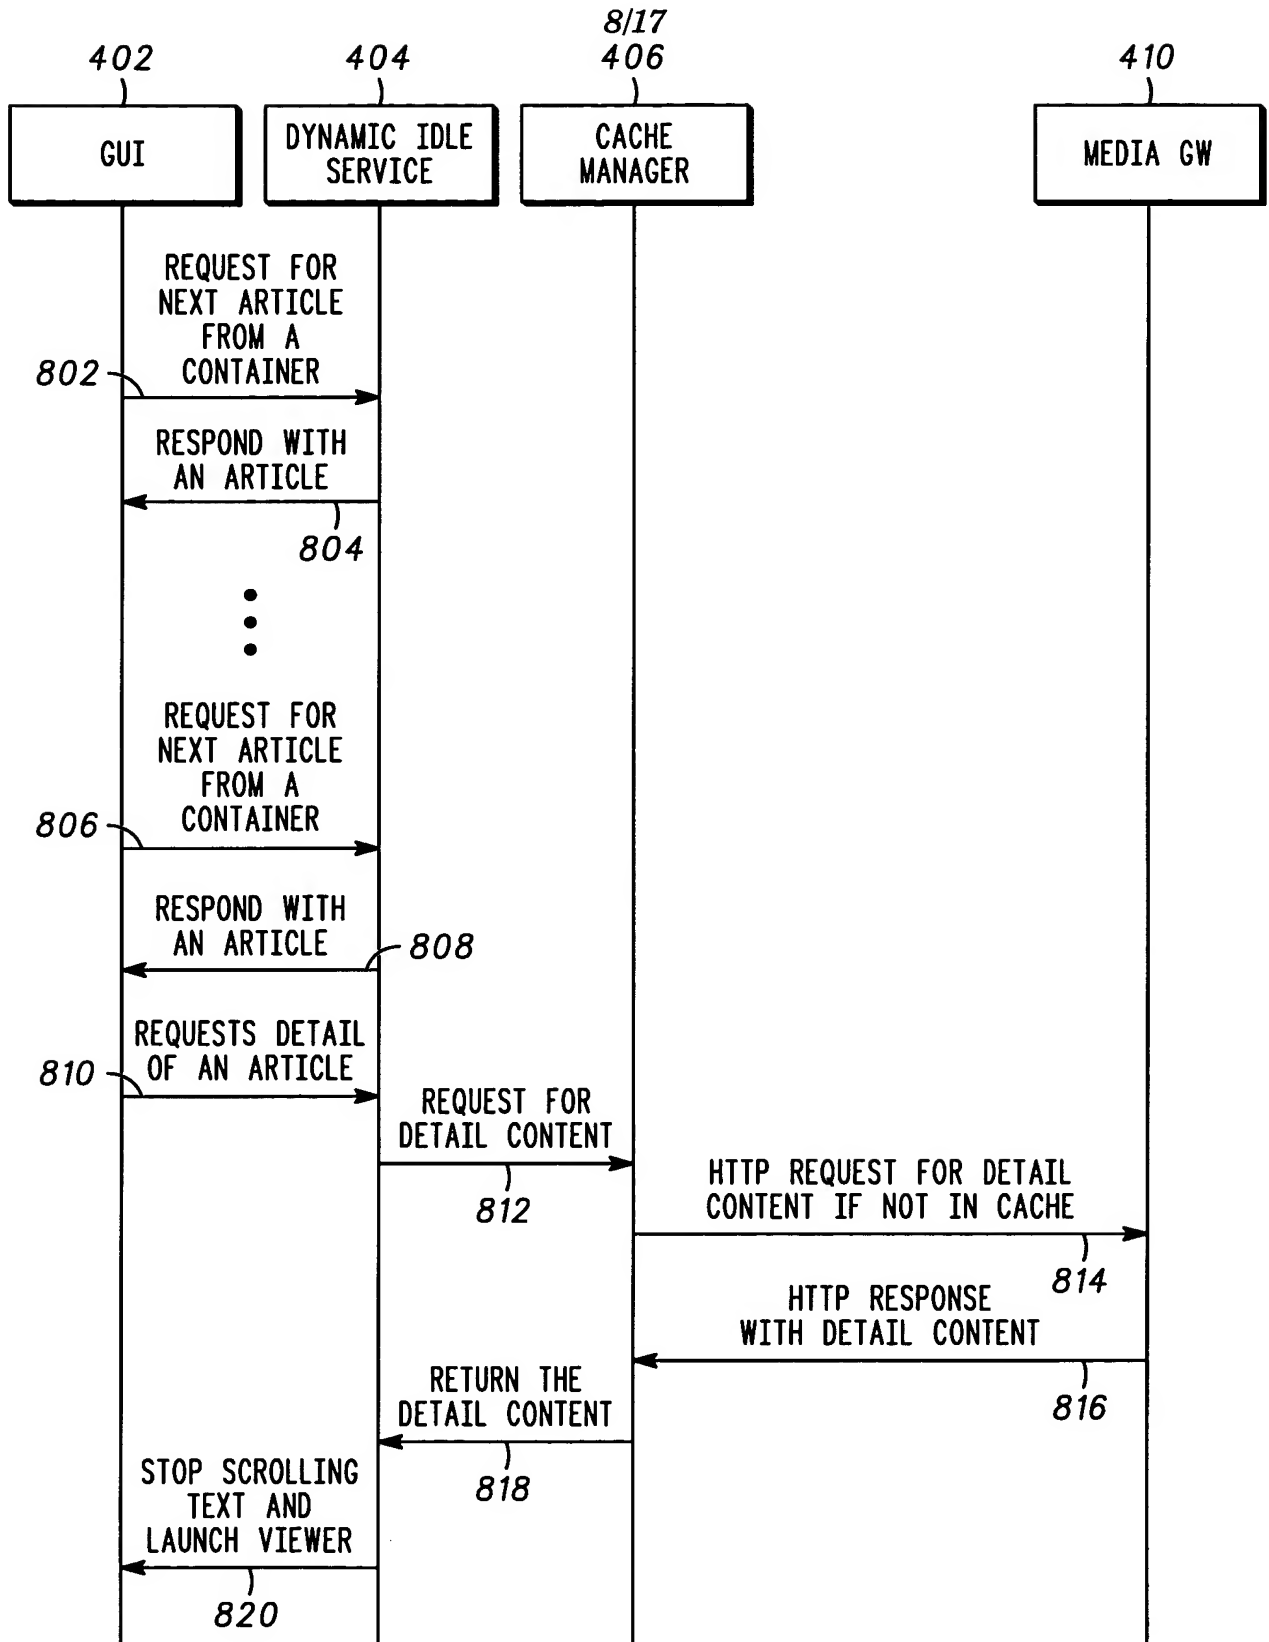 8/17
402
404
406
410
GUI
DYNAMIC IDLE
SERVICE
CACHE
MANAGER
MEDIA GW
REQUEST FOR
NEXT ARTICLE
FROM A
CONTAINER
802
RESPOND WITH
AN ARTICLE
804
REQUEST FOR
NEXT ARTICLE
FROM A
CONTAINER
806
RESPOND WITH
AN ARTICLE
808
REQUESTS DETAIL
OF AN ARTICLE
810
REQUEST FOR
DETAIL CONTENT
812
HTTP REQUEST FOR DETAIL
CONTENT IF NOT IN CACHE
814
HTTP RESPONSE
WITH DETAIL CONTENT
816
RETURN THE
DETAIL CONTENT
818
STOP SCROLLING
TEXT AND
LAUNCH VIEWER
820